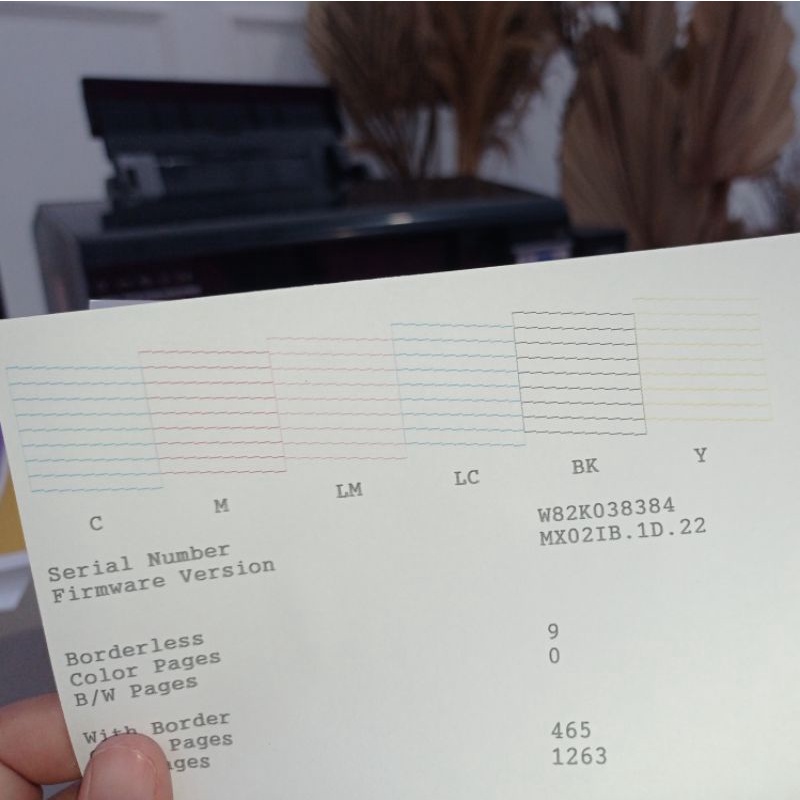 C M LM LC BK Y
Serial Number W82K038384
Firmware Version MX02IB.1D.22
Borderless
Color Pages 9
B/W Pages 0
With Border
Pages 465
ges 1263